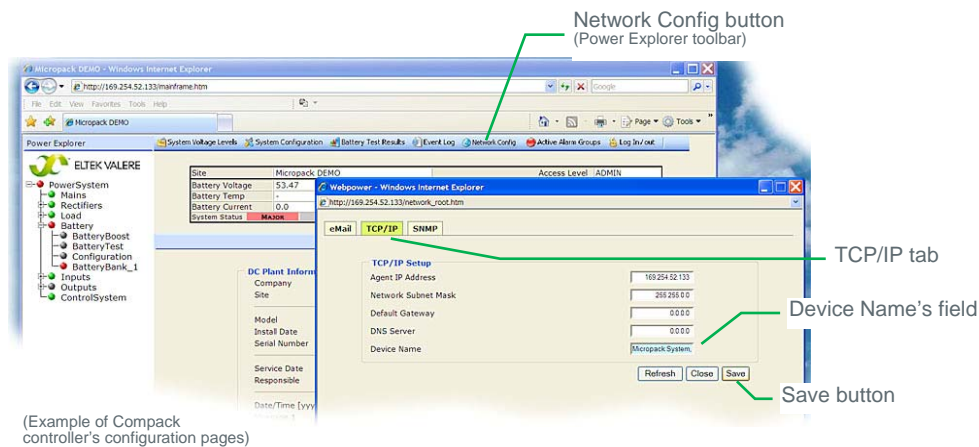 Network Config button
(Power Explorer toolbar)
Micropack DEMO - Windows Internet Explorer
http://169.254.52.133/mainframe.htm
Google
File Edit View Favorites Tools Help
Micropack DEMO
Page Tools
Power Explorer
System Voltage Levels System Configuration Battery Test Results Event Log Network Config Active Alarm Groups Log In/out
ELTEK VALERE
PowerSystem
Mains
Rectifiers
Load
Battery
BatteryBoost
BatteryTest
Configuration
BatteryBank_1
Inputs
Outputs
ControlSystem
Site Micropack DEMO Access Level ADMIN
Battery Voltage 53.47
Battery Temp -
Battery Current 0.0
System Status MAJOR
DC Plant Inform
Company
Site
Model
Install Date
Serial Number
Service Date
Responsible
Date/Time [yyy
Webpower - Windows Internet Explorer
http://169.254.52.133/network_root.htm
eMail TCP/IP SNMP
TCP/IP Setup
Agent IP Address 169.254.52.133
Network Subnet Mask 255.255.0.0
Default Gateway 0.0.0.0
DNS Server 0.0.0.0
Device Name Micropack System,
Refresh Close Save
TCP/IP tab
Device Name's field
Save button
(Example of Compack
controller's configuration pages)